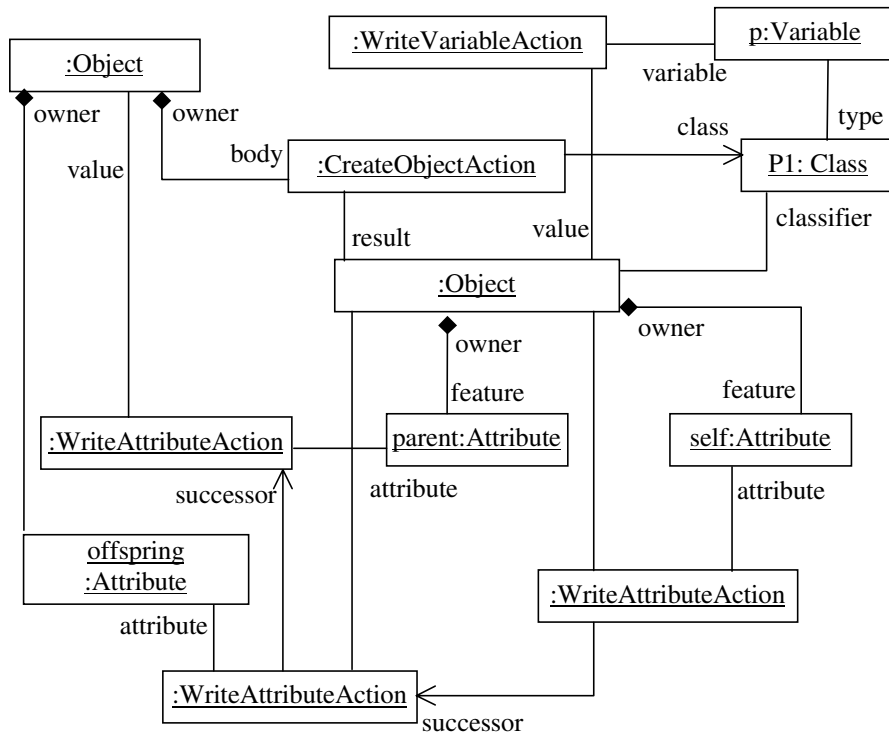 :WriteVariableAction
p:Variable
:Object
variable
owner
owner
class
type
value
body
:CreateObjectAction
P1: Class
result
value
classifier
:Object
owner
owner
feature
feature
:WriteAttributeAction
parent:Attribute
self:Attribute
successor
attribute
attribute
offspring
:Attribute
:WriteAttributeAction
attribute
:WriteAttributeAction
successor